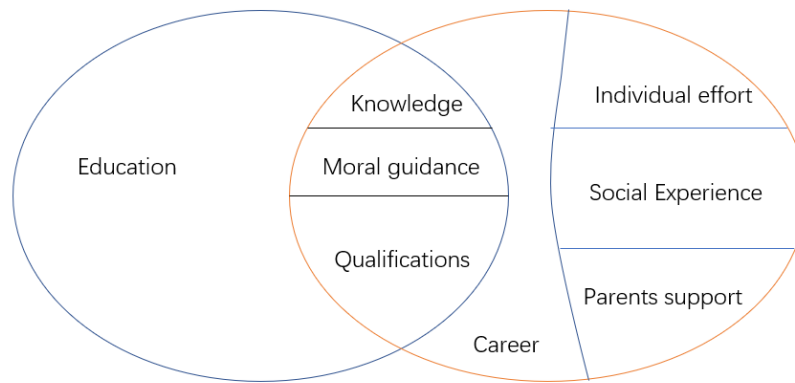 Education
Knowledge
Moral guidance
Qualifications
Career
Individual effort
Social Experience
Parents support